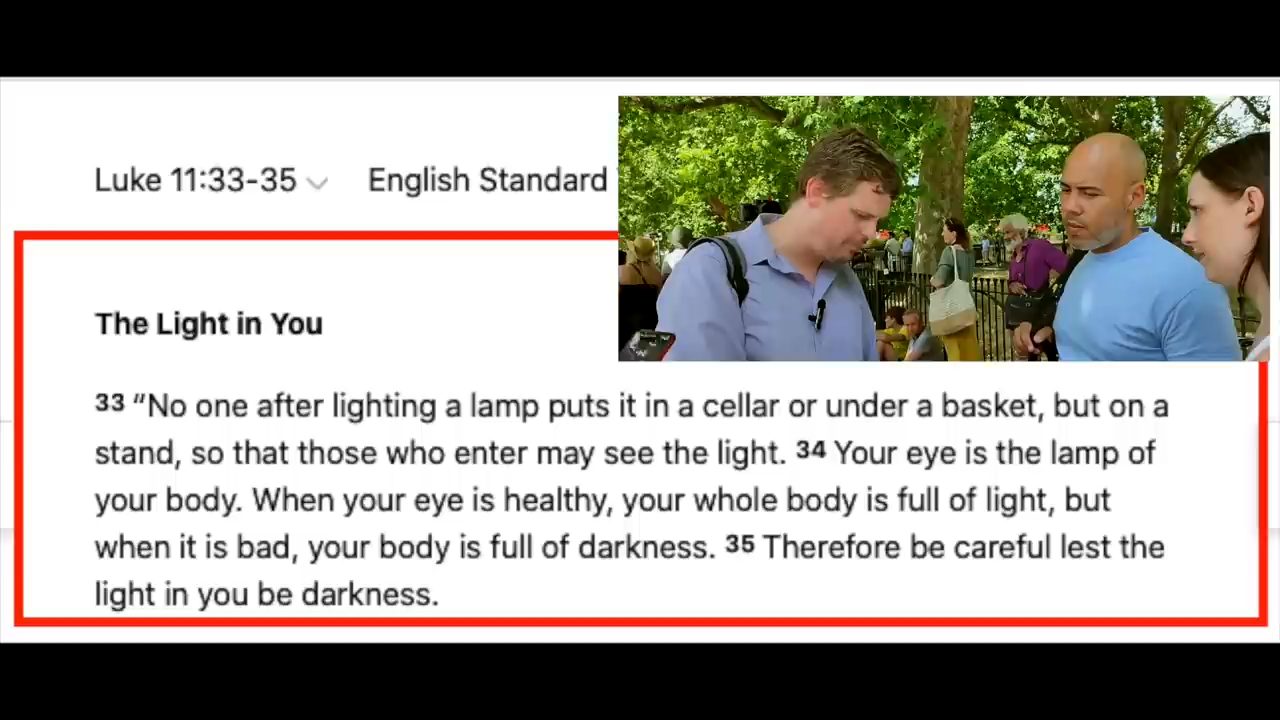 Luke 11:33-35 English Standard
The Light in You
33 “No one after lighting a lamp puts it in a cellar or under a basket, but on a
stand, so that those who enter may see the light. 34 Your eye is the lamp of
your body. When your eye is healthy, your whole body is full of light, but
when it is bad, your body is full of darkness. 35 Therefore be careful lest the
light in you be darkness.